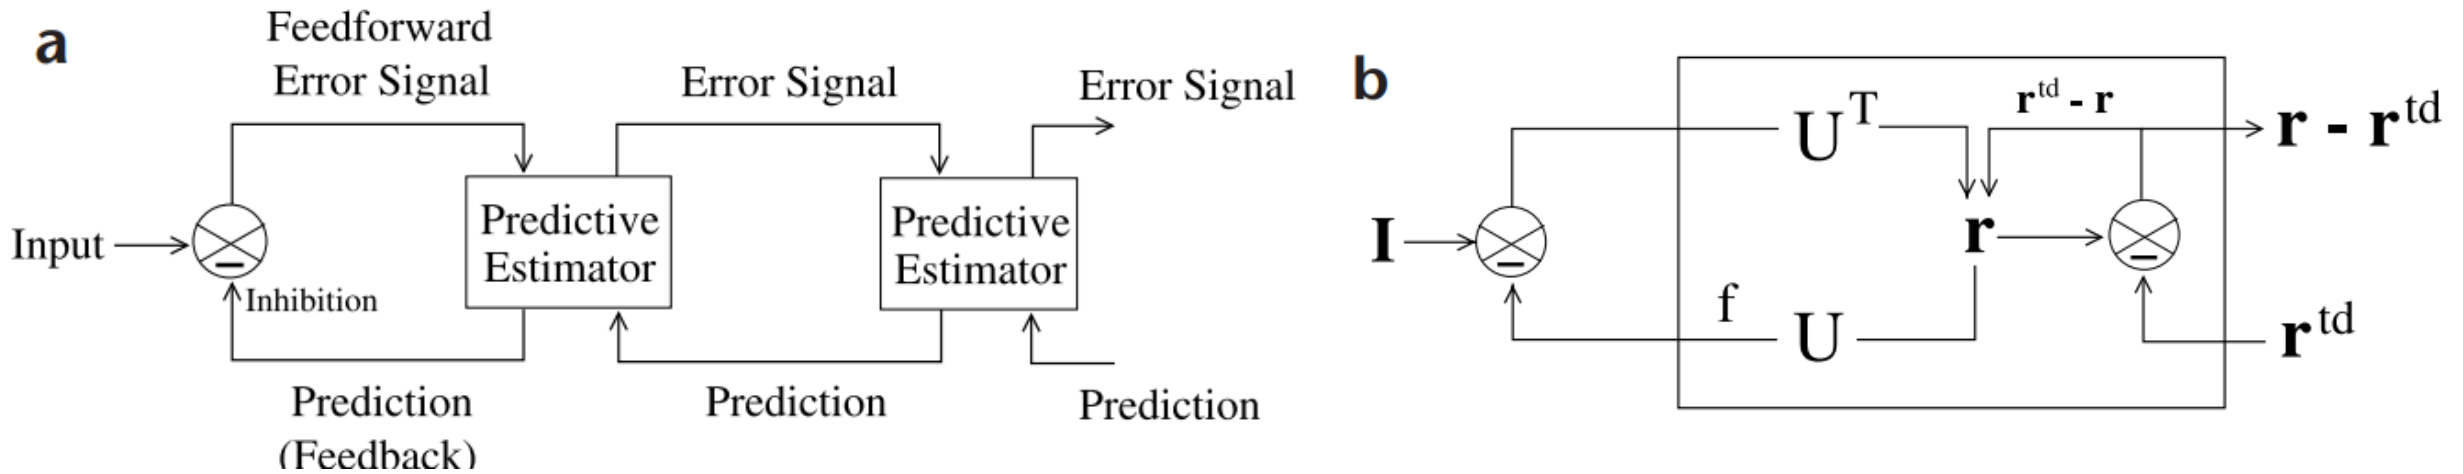 a
Feedforward
Error Signal
Error Signal
Error Signal
Input
Inhibition
Predictive
Estimator
Predictive
Estimator
Prediction
(Feedback)
Prediction
Prediction
b
I
U^T
r^td - r
r - r^td
r
f
U
r^td